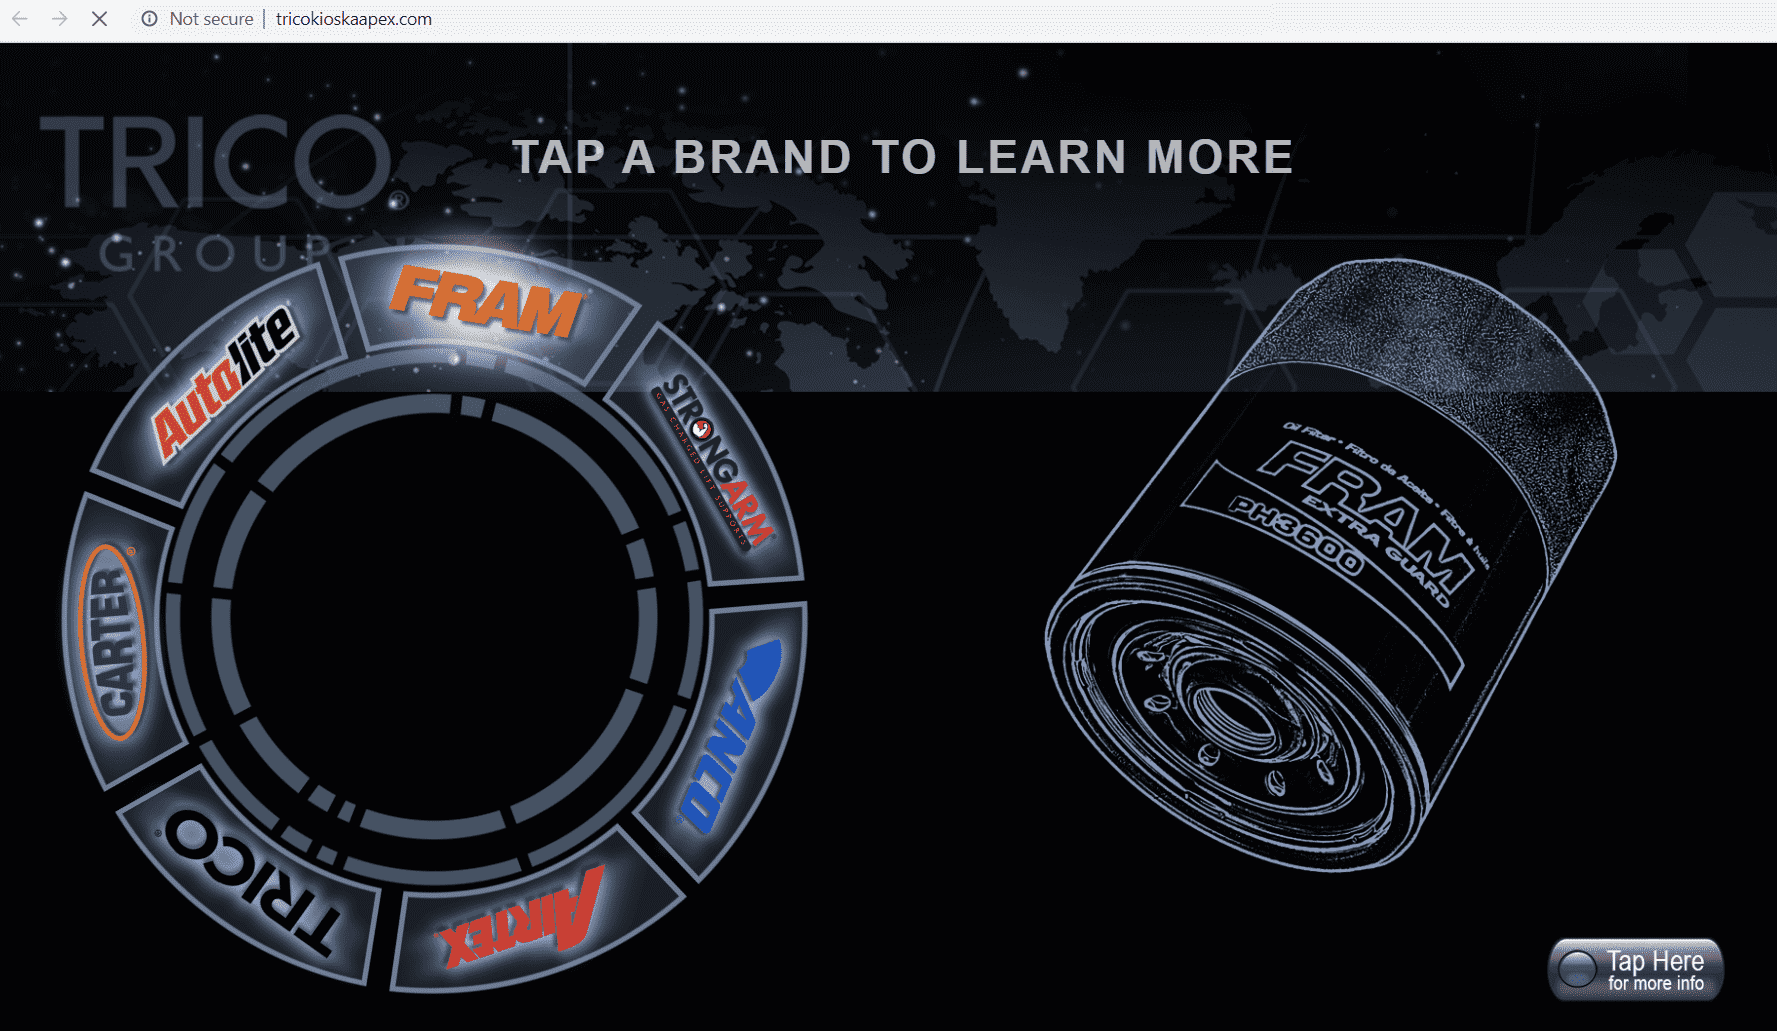 Not secure | tricokioskaapex.com
TRICO®
GROUP
TAP A BRAND TO LEARN MORE
FRAM
Autolite
STRONGARM®
GAS CHARGED LIFT SUPPORTS
CARTER®
ANCO®
TRICO®
AIRTEX®
Oil Filter • Filtro de Aceite • Filtre à huile
FRAM
EXTRA GUARD
PH3600
Tap Here
for more info